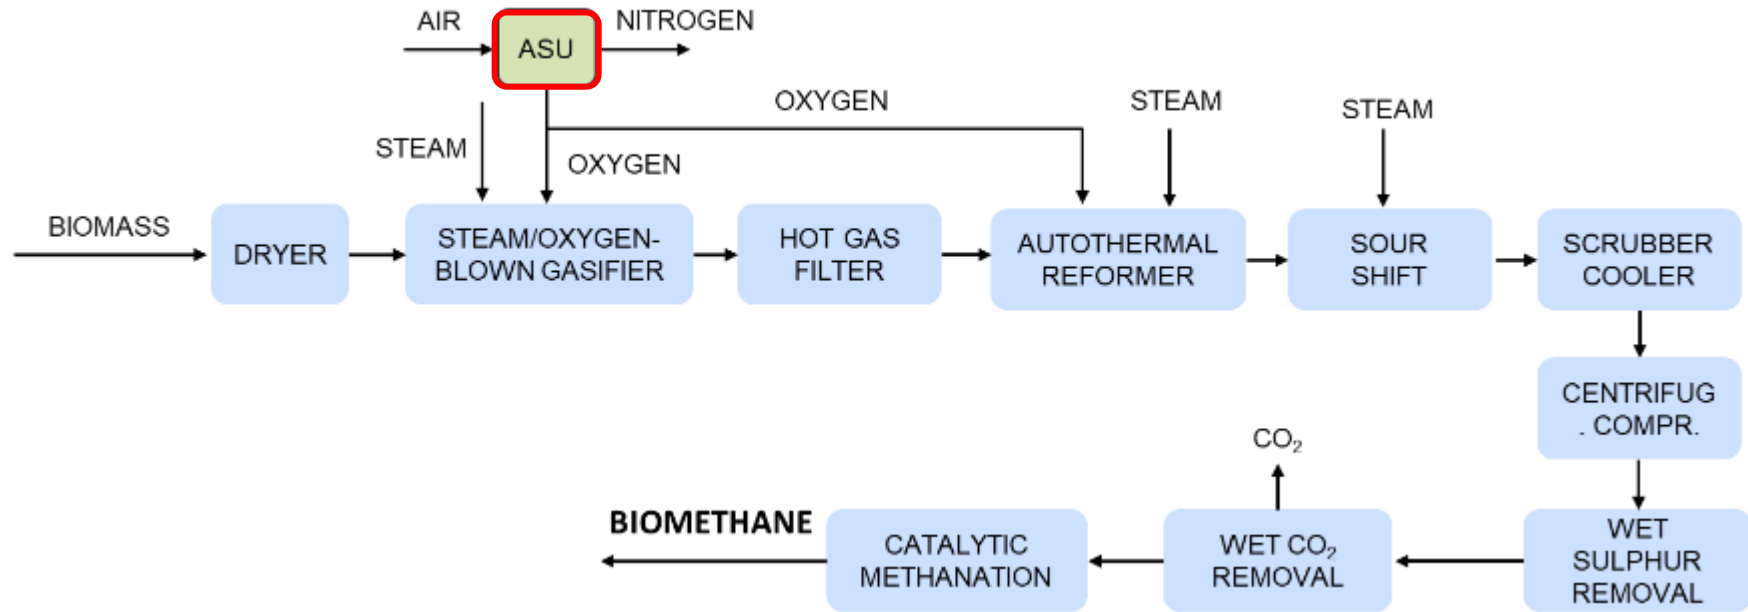 AIR
ASU
NITROGEN
OXYGEN
STEAM
STEAM
STEAM
OXYGEN
BIOMASS
DRYER
STEAM/OXYGEN-
BLOWN GASIFIER
HOT GAS
FILTER
AUTOTHERMAL
REFORMER
SOUR
SHIFT
SCRUBBER
COOLER
CENTRIFUG
. COMPR.
WET
SULPHUR
REMOVAL
CO₂
WET CO₂
REMOVAL
CATALYTIC
METHANATION
BIOMETHANE